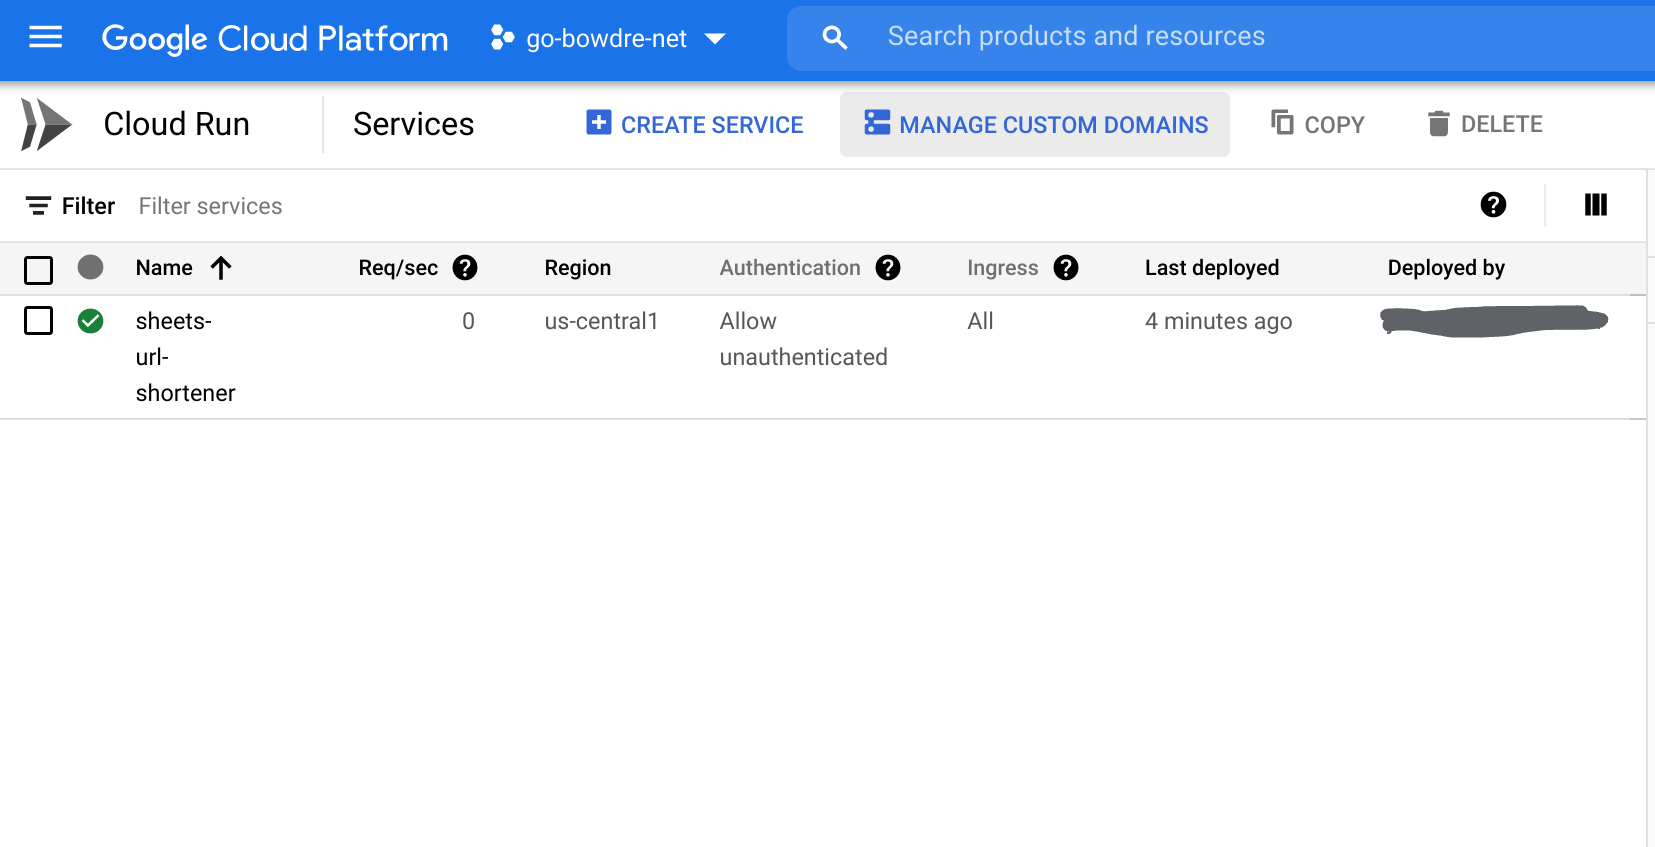 Google Cloud Platform go-bowdre-net Search products and resources
Cloud Run Services CREATE SERVICE MANAGE CUSTOM DOMAINS COPY DELETE
Filter Filter services
Name Req/sec Region Authentication Ingress Last deployed Deployed by
sheets- 0 us-central1 Allow All 4 minutes ago
url- unauthenticated
shortener